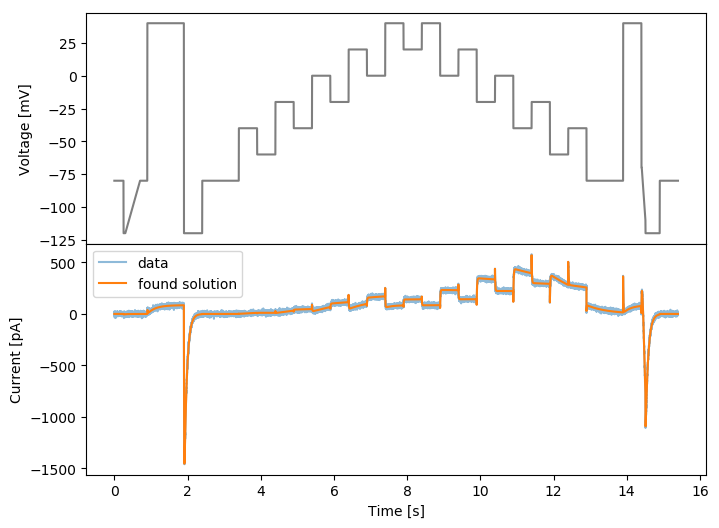 Voltage [mV]
25
0
−25
−50
−75
−100
−125
data
found solution
Current [pA]
500
0
−500
−1000
−1500
0 2 4 6 8 10 12 14 16
Time [s]